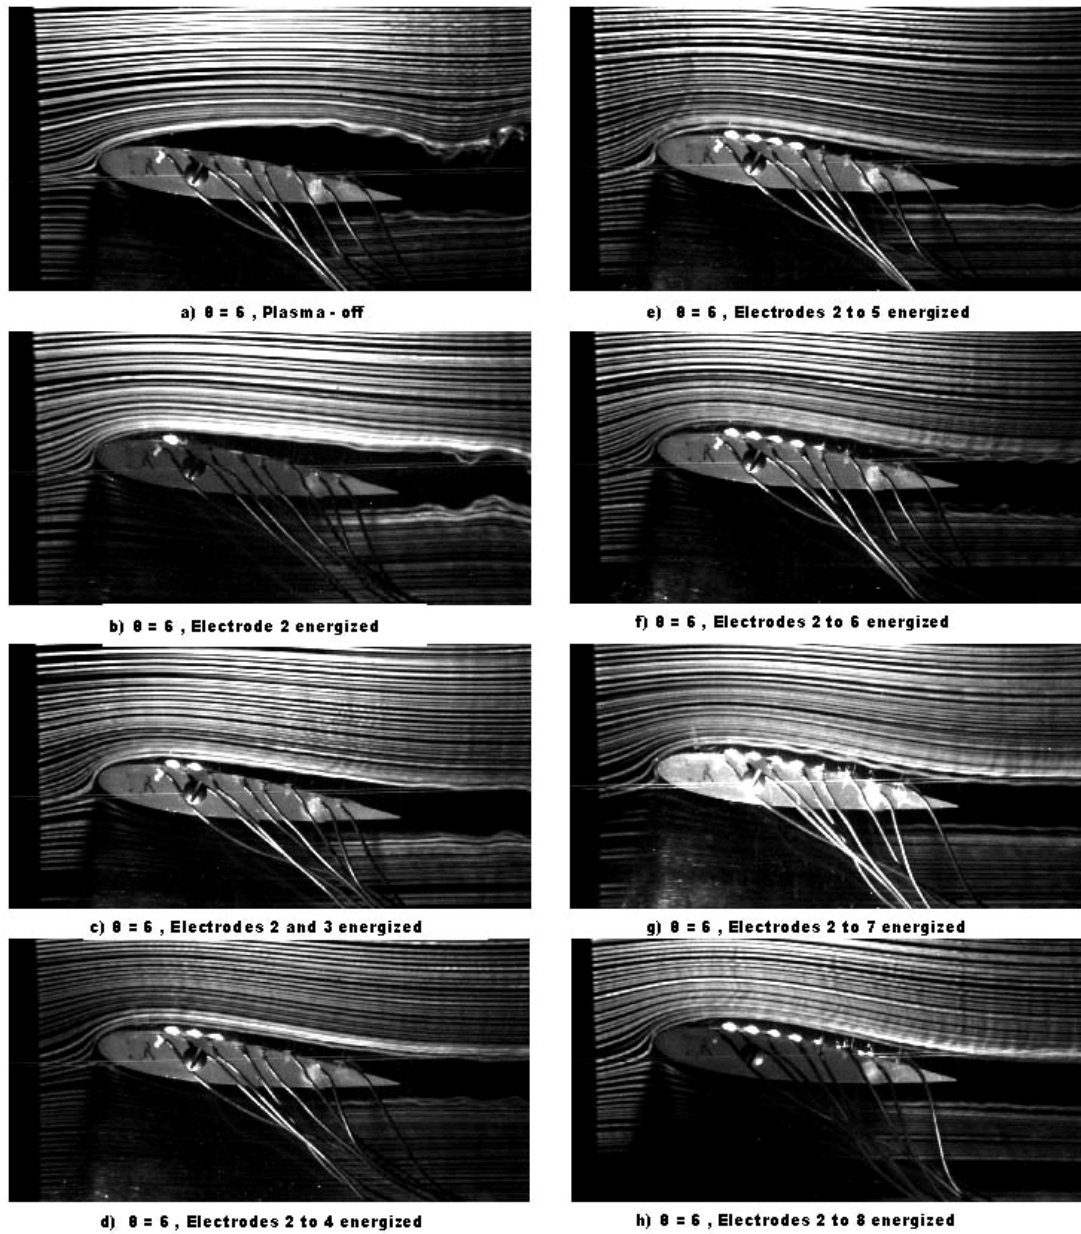 a) θ = 6 , Plasma - off
b) θ = 6 , Electrode 2 energized
c) θ = 6 , Electrodes 2 and 3 energized
d) θ = 6 , Electrodes 2 to 4 energized
e) θ = 6 , Electrodes 2 to 5 energized
f) θ = 6 , Electrodes 2 to 6 energized
g) θ = 6 , Electrodes 2 to 7 energized
h) θ = 6 , Electrodes 2 to 8 energized